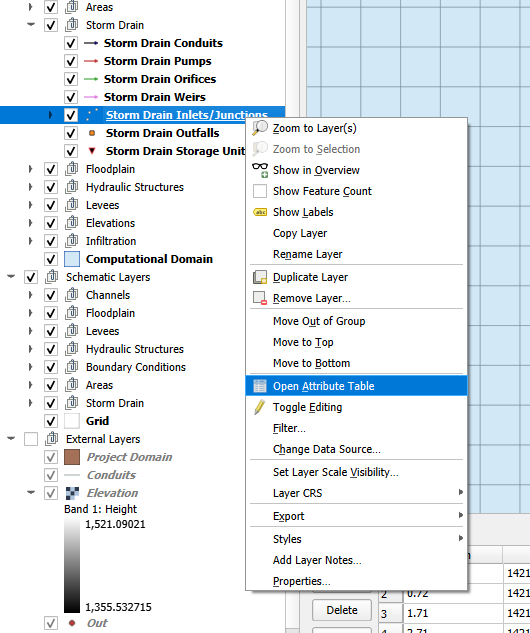 Areas
Storm Drain
Storm Drain Conduits
Storm Drain Pumps
Storm Drain Orifices
Storm Drain Weirs
Storm Drain Inlets/Junctions
Storm Drain Outfalls
Storm Drain Storage Unit
Floodplain
Hydraulic Structures
Levees
Elevations
Infiltration
Computational Domain
Schematic Layers
Channels
Floodplain
Levees
Hydraulic Structures
Boundary Conditions
Areas
Storm Drain
Grid
External Layers
Project Domain
Conduits
Elevation
Band 1: Height
1,521.09021
1,355.532715
Out
Zoom to Layer(s)
Zoom to Selection
Show in Overview
Show Feature Count
abc Show Labels
Copy Layer
Rename Layer
Duplicate Layer
Remove Layer...
Move Out of Group
Move to Top
Move to Bottom
Open Attribute Table
Toggle Editing
Filter...
Change Data Source...
Set Layer Scale Visibility...
Layer CRS
Export
Styles
Add Layer Notes...
Properties...
Delete
2 0.72 1421
3 1.71 1421
4 2.71 1421